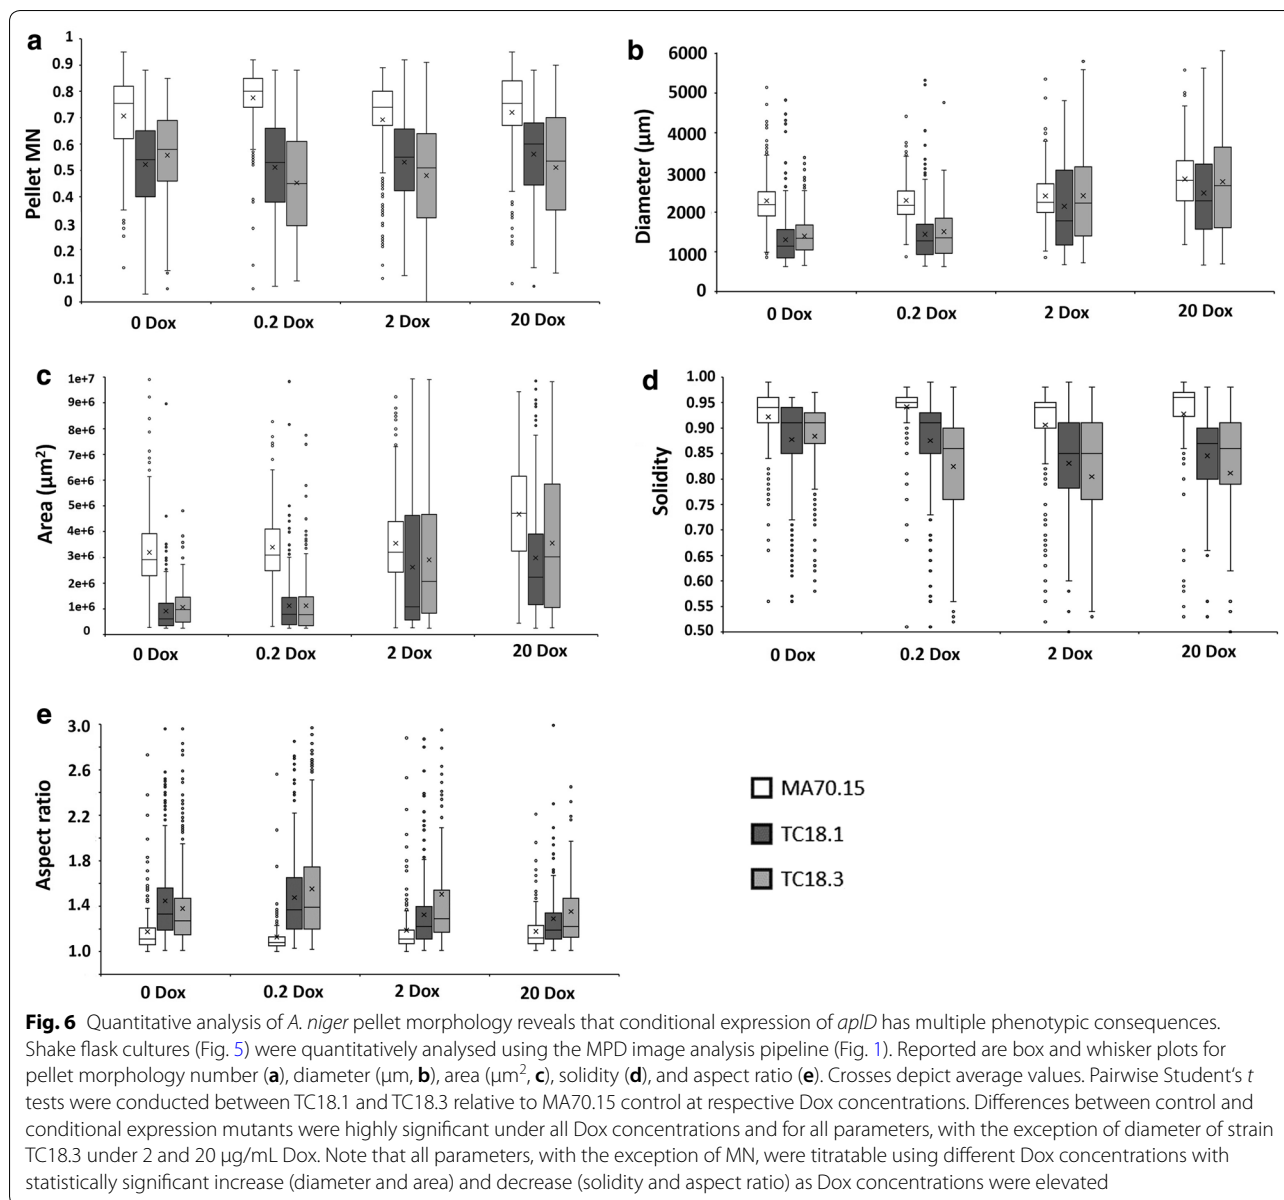 a
Pellet MN
1
0.9
0.8
0.7
0.6
0.5
0.4
0.3
0.2
0.1
0
0 Dox
0.2 Dox
2 Dox
20 Dox
b
Diameter (µm)
6000
5000
4000
3000
2000
1000
0
0 Dox
0.2 Dox
2 Dox
20 Dox
c
Area (µm²)
1e+7
9e+6
8e+6
7e+6
6e+6
5e+6
4e+6
3e+6
2e+6
1e+6
0
0 Dox
0.2 Dox
2 Dox
20 Dox
d
Solidity
1.00
0.95
0.90
0.85
0.80
0.75
0.70
0.65
0.60
0.55
0.50
0 Dox
0.2 Dox
2 Dox
20 Dox
e
Aspect ratio
3.0
2.6
2.2
1.8
1.4
1.0
0 Dox
0.2 Dox
2 Dox
20 Dox
MA70.15
TC18.1
TC18.3
Fig. 6 Quantitative analysis of A. niger pellet morphology reveals that conditional expression of aplD has multiple phenotypic consequences.
Shake flask cultures (Fig. 5) were quantitatively analysed using the MPD image analysis pipeline (Fig. 1). Reported are box and whisker plots for
pellet morphology number (a), diameter (µm, b), area (µm², c), solidity (d), and aspect ratio (e). Crosses depict average values. Pairwise Student‘s t
tests were conducted between TC18.1 and TC18.3 relative to MA70.15 control at respective Dox concentrations. Differences between control and
conditional expression mutants were highly significant under all Dox concentrations and for all parameters, with the exception of diameter of strain
TC18.3 under 2 and 20 µg/mL Dox. Note that all parameters, with the exception of MN, were titratable using different Dox concentrations with
statistically significant increase (diameter and area) and decrease (solidity and aspect ratio) as Dox concentrations were elevated